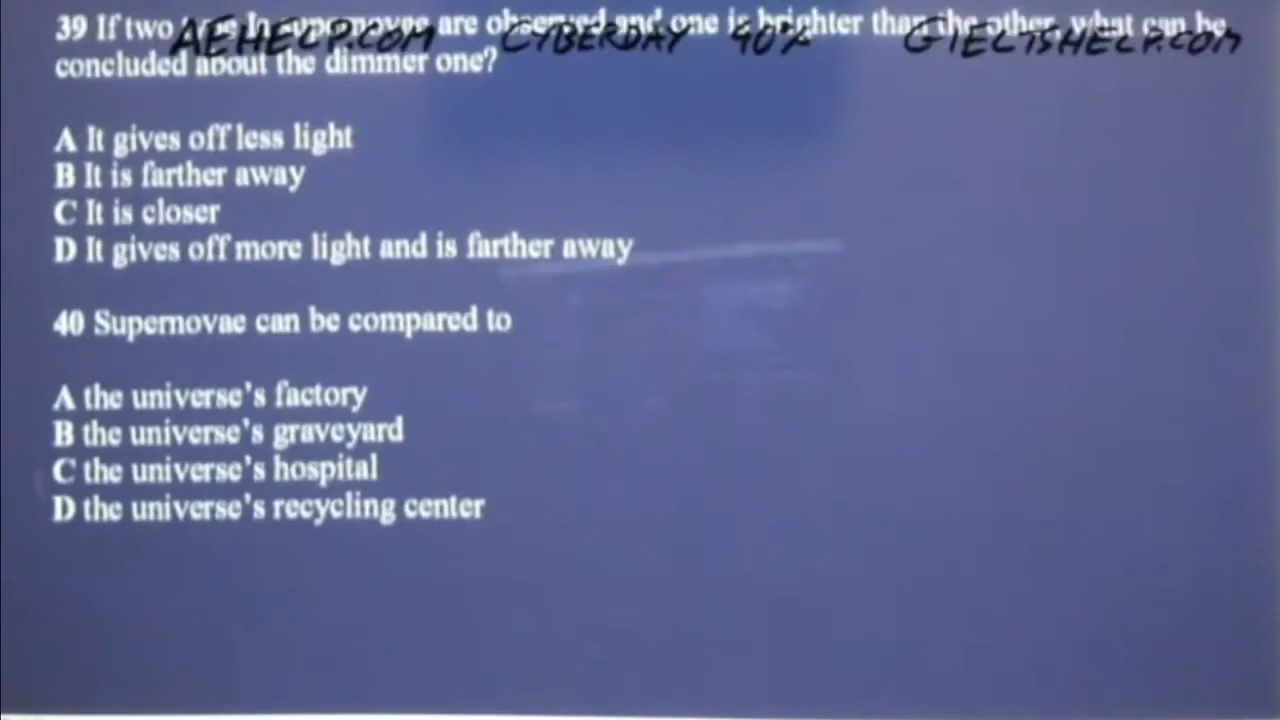 AEHELP.COM CYBERDAY 40% GIELTSHELP.COM
39 If two supernovae are observed and one is brighter than the other, what can be
concluded about the dimmer one?
A It gives off less light
B It is farther away
C It is closer
D It gives off more light and is farther away
40 Supernovae can be compared to
A the universe's factory
B the universe's graveyard
C the universe's hospital
D the universe's recycling center